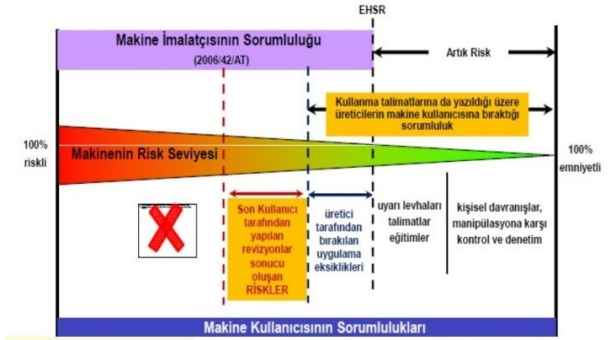 EHSR
Makine İmalatçısının Sorumluluğu
(2006/42/AT)
Artık Risk
Kullanma talimatlarına da yazıldığı üzere
üreticilerin makine kullanıcısına bıraktığı
sorumluluk
100%
riskli
Makinenin Risk Seviyesi
100%
emniyetli
Son Kullanıcı
tarafından
yapılan
revizyonlar
sonucu
oluşan
RİSKLER
üretici
tarafından
bırakılan
uygulama
eksiklikleri
uyarı levhaları
talimatlar
eğitimler
kişisel davranışlar,
manipülasyona karşı
kontrol ve denetim
Makine Kullanıcısının Sorumlulukları